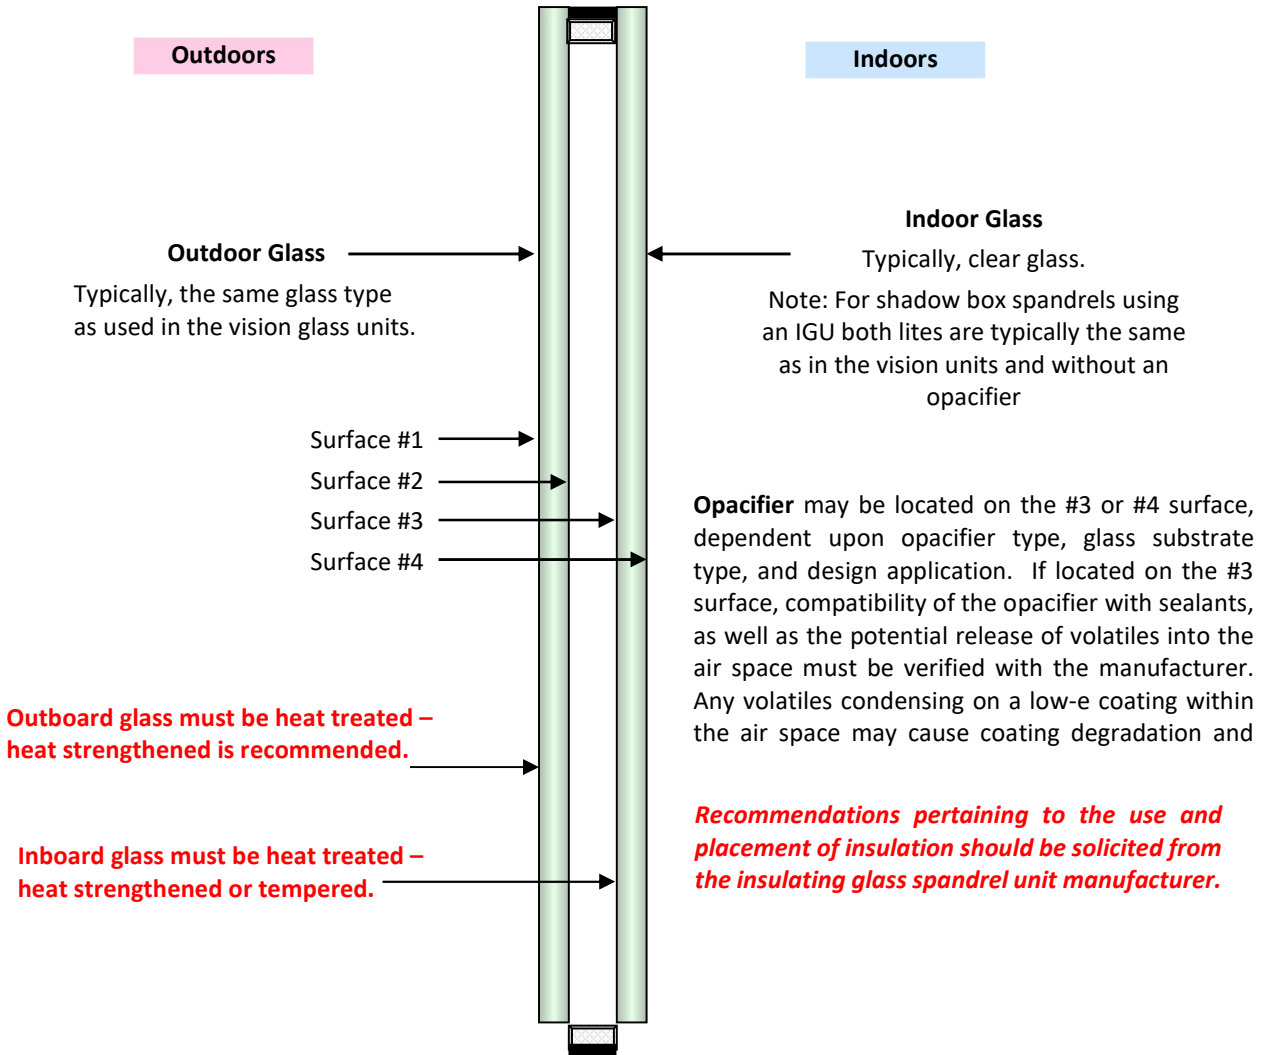 Outdoors
Indoors
Outdoor Glass
Typically, the same glass type
as used in the vision glass units.
Indoor Glass
Typically, clear glass.
Note: For shadow box spandrels using
an IGU both lites are typically the same
as in the vision units and without an
opacifier
Surface #1
Surface #2
Surface #3
Surface #4
Opacifier may be located on the #3 or #4 surface,
dependent upon opacifier type, glass substrate
type, and design application. If located on the #3
surface, compatibility of the opacifier with sealants,
as well as the potential release of volatiles into the
air space must be verified with the manufacturer.
Any volatiles condensing on a low-e coating within
the air space may cause coating degradation and
Outboard glass must be heat treated –
heat strengthened is recommended.
Inboard glass must be heat treated –
heat strengthened or tempered.
Recommendations pertaining to the use and
placement of insulation should be solicited from
the insulating glass spandrel unit manufacturer.